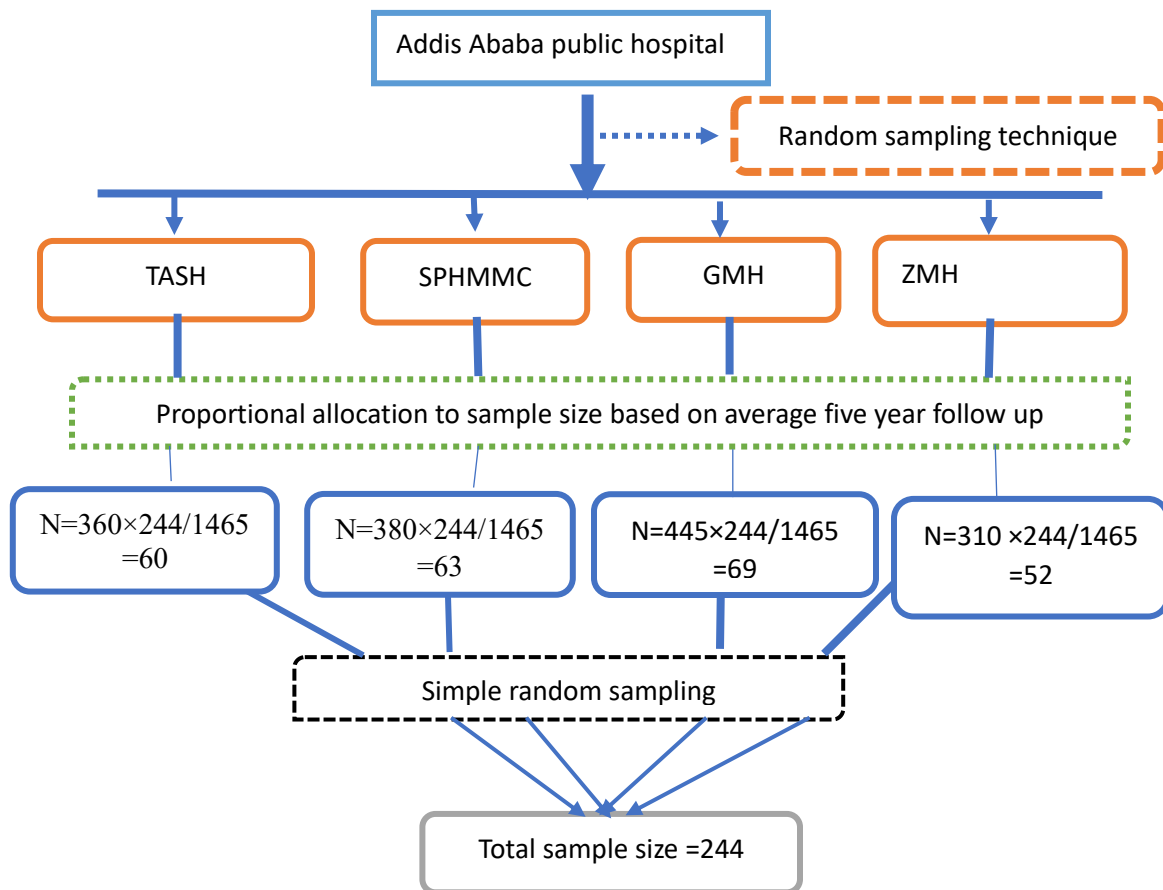 Addis Ababa public hospital
Random sampling technique
TASH
SPHMMC
GMH
ZMH
Proportional allocation to sample size based on average five year follow up
N=360×244/1465
=60
N=380×244/1465
=63
N=445×244/1465
=69
N=310 ×244/1465
=52
Simple random sampling
Total sample size =244